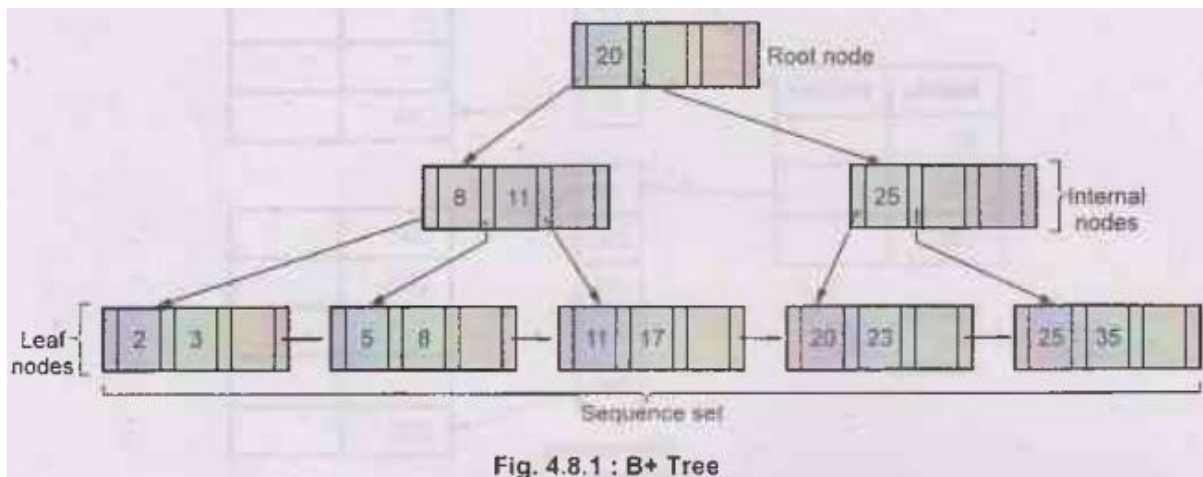 20 Root node
8 11
25
Internal nodes
Leaf nodes
2 3
5 8
11 17
20 23
25 35
Sequence set
Fig. 4.8.1 : B+ Tree